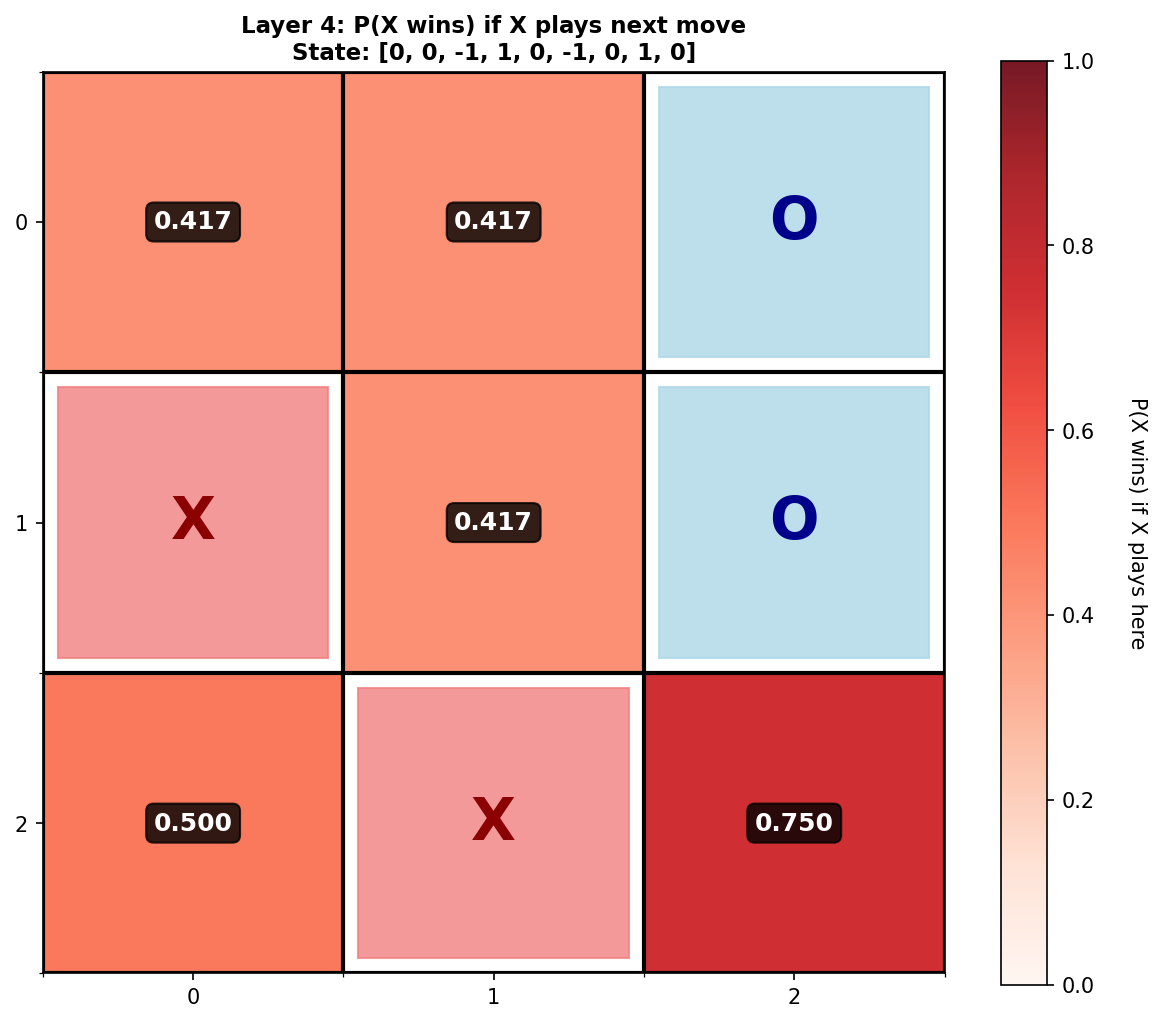 Layer 4: P(X wins) if X plays next move
State: [0, 0, -1, 1, 0, -1, 0, 1, 0]
0
0.417
0.417
O
1
X
0.417
O
2
0.500
X
0.750
0
1
2
1.0
0.8
0.6
0.4
0.2
0.0
P(X wins) if X plays here